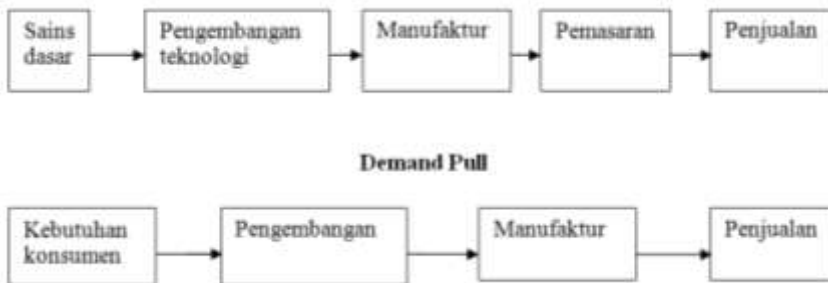 Sains
dasar
Pengembangan
teknologi
Manufaktur
Pemasaran
Penjualan
Demand Pull
Kebutuhan
konsumen
Pengembangan
Manufaktur
Penjualan